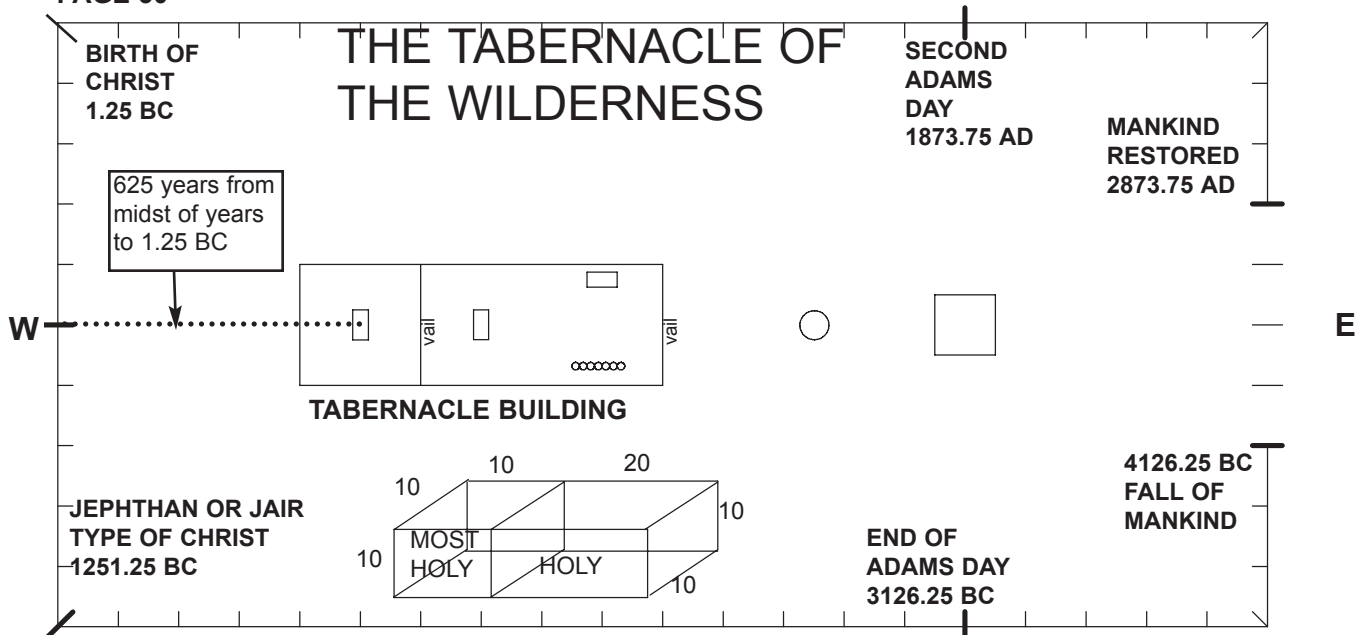 THE TABERNACLE OF
THE WILDERNESS
BIRTH OF
CHRIST
1.25 BC
SECOND
ADAMS
DAY
1873.75 AD
MANKIND
RESTORED
2873.75 AD
625 years from
midst of years
to 1.25 BC
W
vail
vail
E
TABERNACLE BUILDING
JEPHTHAN OR JAIR
TYPE OF CHRIST
1251.25 BC
10
10
20
10
10
10
MOST
HOLY
HOLY
END OF
ADAMS DAY
3126.25 BC
4126.25 BC
FALL OF
MANKIND